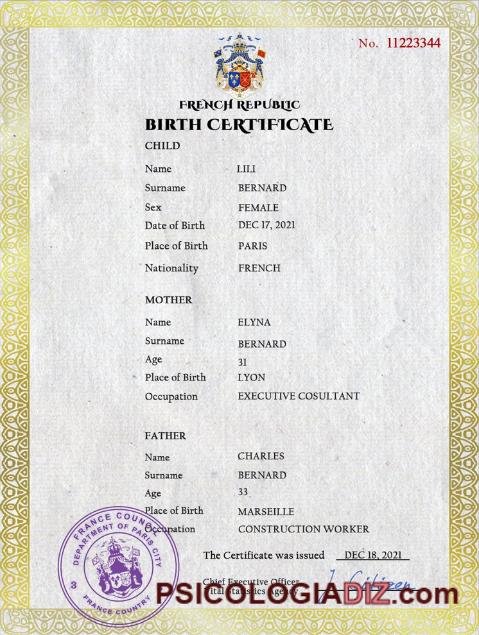 No. 11223344
FRENCH REPUBLIC
BIRTH CERTIFICATE
CHILD
Name LILI
Surname BERNARD
Sex FEMALE
Date of Birth DEC 17, 2021
Place of Birth PARIS
Nationality FRENCH
MOTHER
Name ELYNA
Surname BERNARD
Age 31
Place of Birth LYON
Occupation EXECUTIVE COSULTANT
FATHER
Name CHARLES
Surname BERNARD
Age 33
Place of Birth MARSEILLE
Occupation CONSTRUCTION WORKER
The Certificate was issued DEC 18, 2021
Chief Executive Officer
Vital Statistics Agency
J. Citizen
FRANCE COUNCIL
DEPARTMENT OF PARIS CITY
3
FRANCE COUNTRY
PSICOLOGIADIZ.com